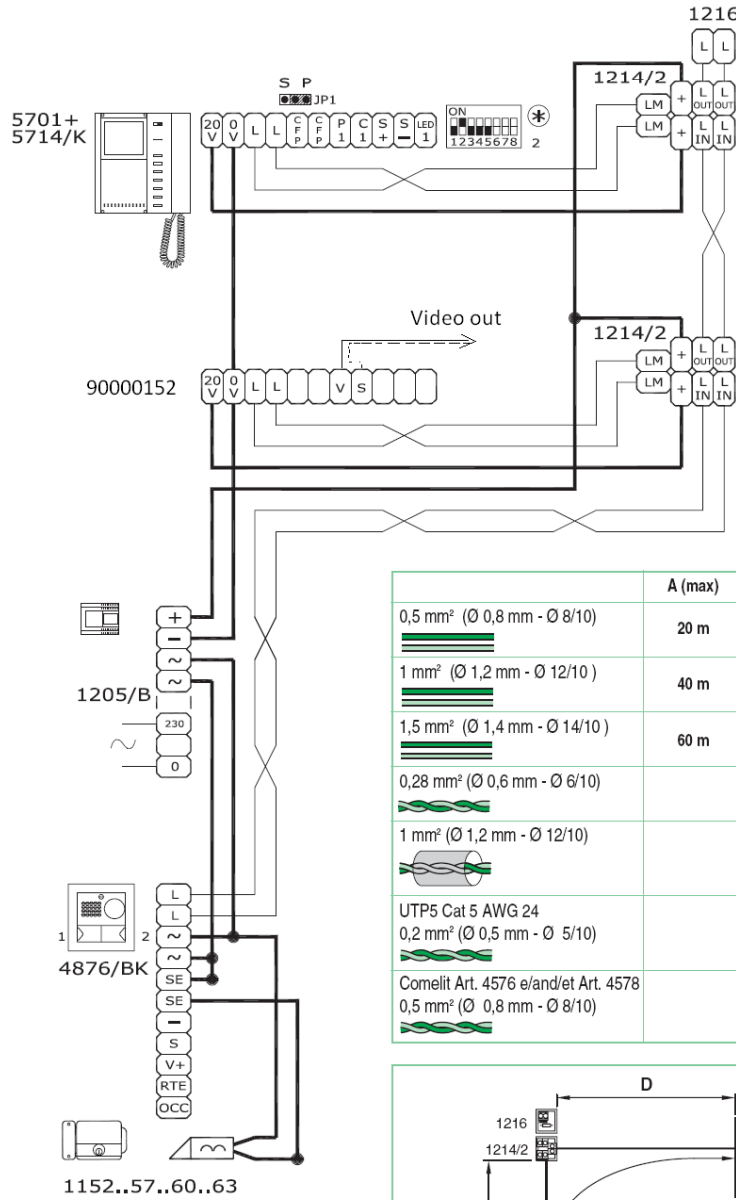 1216
L L
1214/2
LM + L OUT L OUT
LM + L IN L IN
S P
JP1
5701+
5714/K
20 V 0 V L L C F P C F P P 1 C 1 S + S − LED 1
ON
12345678
*
2
Video out
1214/2
LM + L OUT L OUT
LM + L IN L IN
90000152
20 V 0 V L L V S
+
−
~
~
1205/B
230
~
0
L
L
1 2
~
4876/BK
~
SE
SE
−
S
V+
RTE
OCC
1152..57..60..63
A (max)
0,5 mm² (Ø 0,8 mm - Ø 8/10)
20 m
1 mm² (Ø 1,2 mm - Ø 12/10 )
40 m
1,5 mm² (Ø 1,4 mm - Ø 14/10 )
60 m
0,28 mm² (Ø 0,6 mm - Ø 6/10)
1 mm² (Ø 1,2 mm - Ø 12/10)
UTP5 Cat 5 AWG 24
0,2 mm² (Ø 0,5 mm - Ø 5/10)
Comelit Art. 4576 e/and/et Art. 4578
0,5 mm² (Ø 0,8 mm - Ø 8/10)
D
1216
1214/2